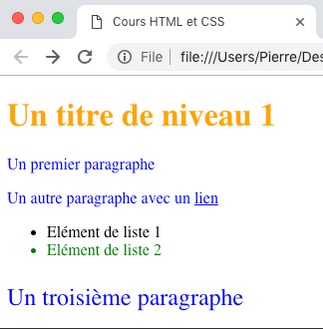 Cours HTML et CSS
File file:///Users/Pierre/Des
Un titre de niveau 1
Un premier paragraphe
Un autre paragraphe avec un lien
Elément de liste 1
Elément de liste 2
Un troisième paragraphe